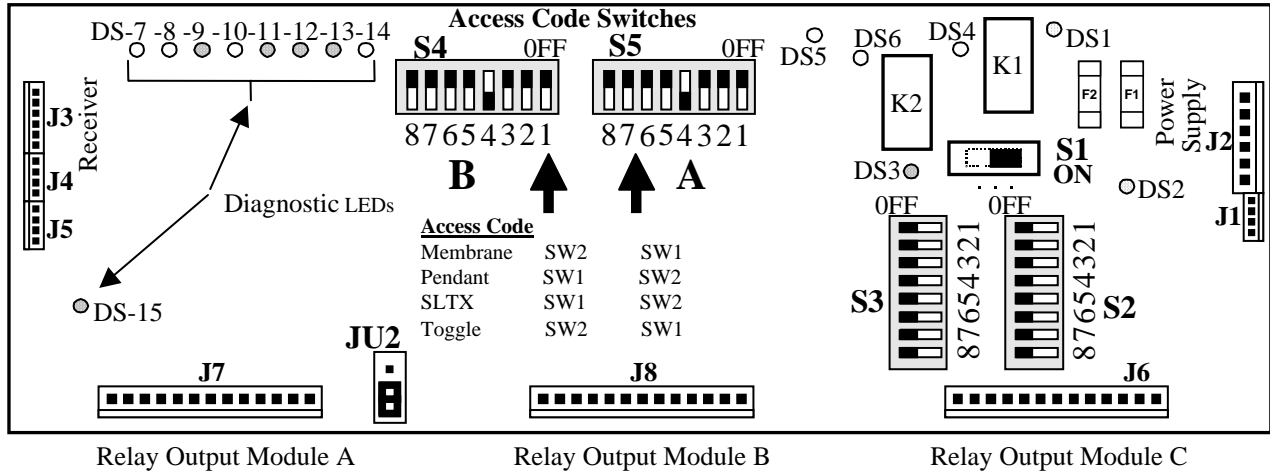 Access Code Switches
DS-7 -8 -9 -10 -11 -12 -13 -14
S4 0FF S5 0FF
DS5
DS6
DS4
DS1
K1
K2
F2
F1
Power Supply
J2
J1
J3
J4
J5
Receiver
87654321
87654321
B
A
S1
ON
DS3
DS2
Diagnostic LEDs
DS-15
Access Code
Membrane SW2 SW1
Pendant SW1 SW2
SLTX SW1 SW2
Toggle SW2 SW1
0FF
0FF
S3
87654321
S2
87654321
JU2
J7
J8
J6
Relay Output Module A
Relay Output Module B
Relay Output Module C